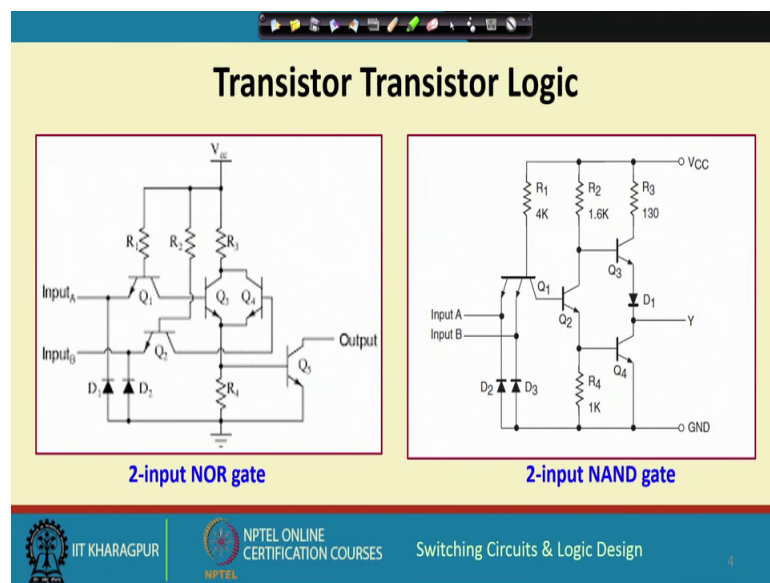 Transistor Transistor Logic
Vcc
R1
R2
R3
InputA
Q1
Q3
Q4
InputB
Q2
Output
Q5
D1
D2
R4
2-input NOR gate
VCC
R1
4K
R2
1.6K
R3
130
Q3
Q1
D1
Input A
Input B
Q2
Y
Q4
D2
D3
R4
1K
GND
2-input NAND gate
IIT KHARAGPUR
NPTEL
NPTEL ONLINE
CERTIFICATION COURSES
Switching Circuits & Logic Design
4